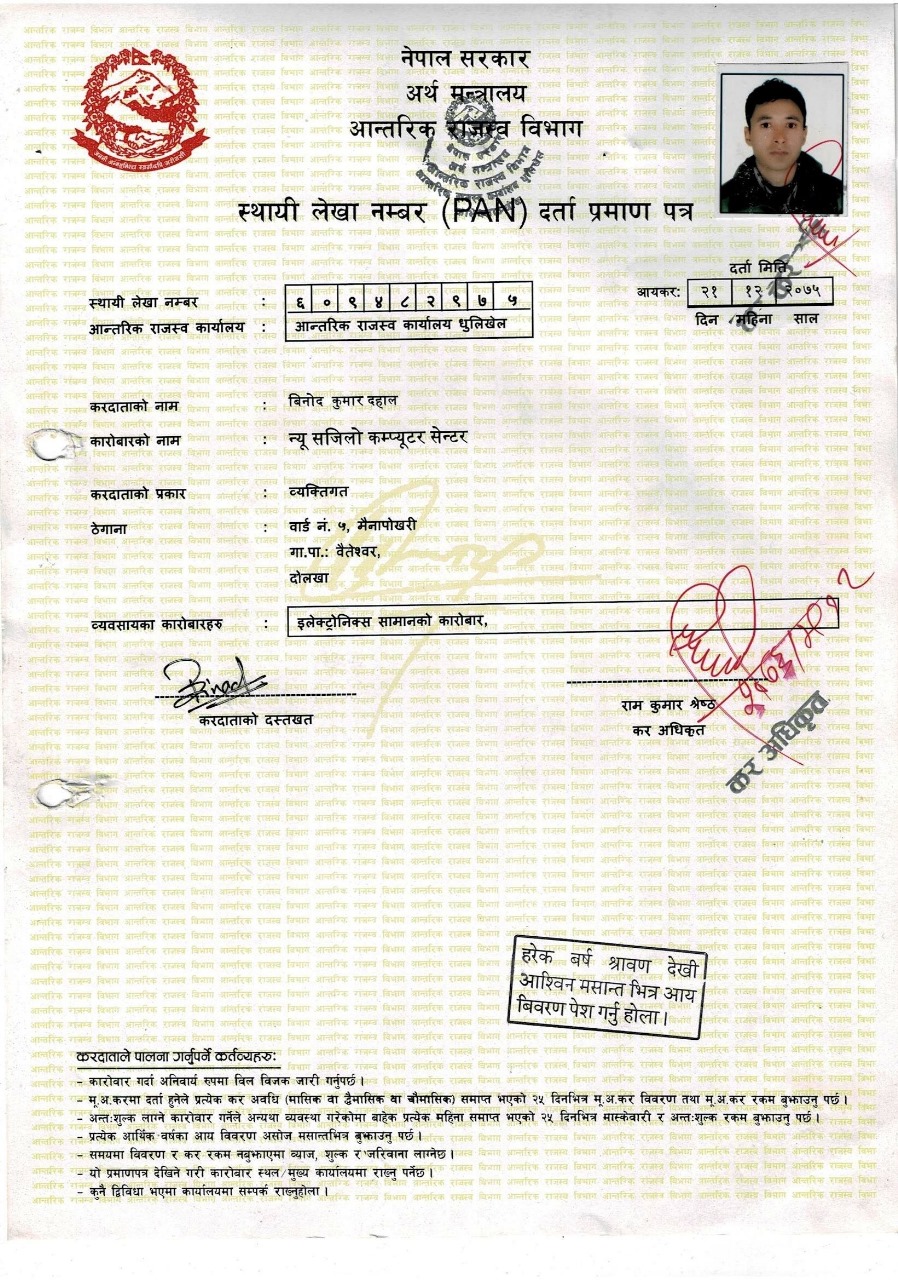 नेपाल सरकार
अर्थ मन्त्रालय
आन्तरिक राजस्व विभाग
स्थायी लेखा नम्बर (PAN) दर्ता प्रमाण पत्र
दर्ता मिति
स्थायी लेखा नम्बर : ६ ० ९ ४ ८ २ ९ ७ ५
आयकर: २१ १२ २०७५
दिन महिना साल
आन्तरिक राजस्व कार्यालय : आन्तरिक राजस्व कार्यालय धुलिखेल
करदाताको नाम : बिनोद कुमार दहाल
कारोबारको नाम : न्यू सजिलो कम्प्यूटर सेन्टर
करदाताको प्रकार : व्यक्तिगत
ठेगाना : वार्ड नं. ५, मैनापोखरी
गा.पा.: वैतेश्वर,
दोलखा
व्यवसायका कारोबारहरु : इलेक्ट्रोनिक्स सामानको कारोबार,
करदाताको दस्तखत
राम कुमार श्रेष्ठ
कर अधिकृत
कर अधिकृत
हरेक बर्ष श्रावण देखी
आश्विन मसान्त भित्र आय
बिवरण पेश गर्नु होला।
करदाताले पालना गर्नुपर्ने कर्तव्यहरु:
- कारोवार गर्दा अनिवार्य रुपमा विल विजक जारी गर्नुपर्छ।
- मू.अ.करमा दर्ता हुनेले प्रत्येक कर अवधि (मासिक वा द्वैमासिक वा चौमासिक) समाप्त भएको २५ दिनभित्र मू.अ.कर विवरण तथा मू.अ.कर रकम बुझाउनु पर्छ।
- अन्तःशुल्क लाग्ने कारोवार गर्नेले अन्यथा व्यवस्था गरेकोमा बाहेक प्रत्येक महिना समाप्त भएको २५ दिनभित्र मास्केवारी र अन्तःशुल्क रकम बुझाउनु पर्छ।
- प्रत्येक आर्थिक वर्षका आय विवरण असोज मसान्तभित्र बुझाउनु पर्छ।
- समयमा विवरण र कर रकम नबुझाएमा व्याज, शुल्क र जरिवाना लाग्नेछ।
- यो प्रमाणपत्र देखिने गरी कारोवार स्थल/मुख्य कार्यालयमा राख्नु पर्नेछ।
- कुनै द्विविधा भएमा कार्यालयमा सम्पर्क राख्नुहोला।